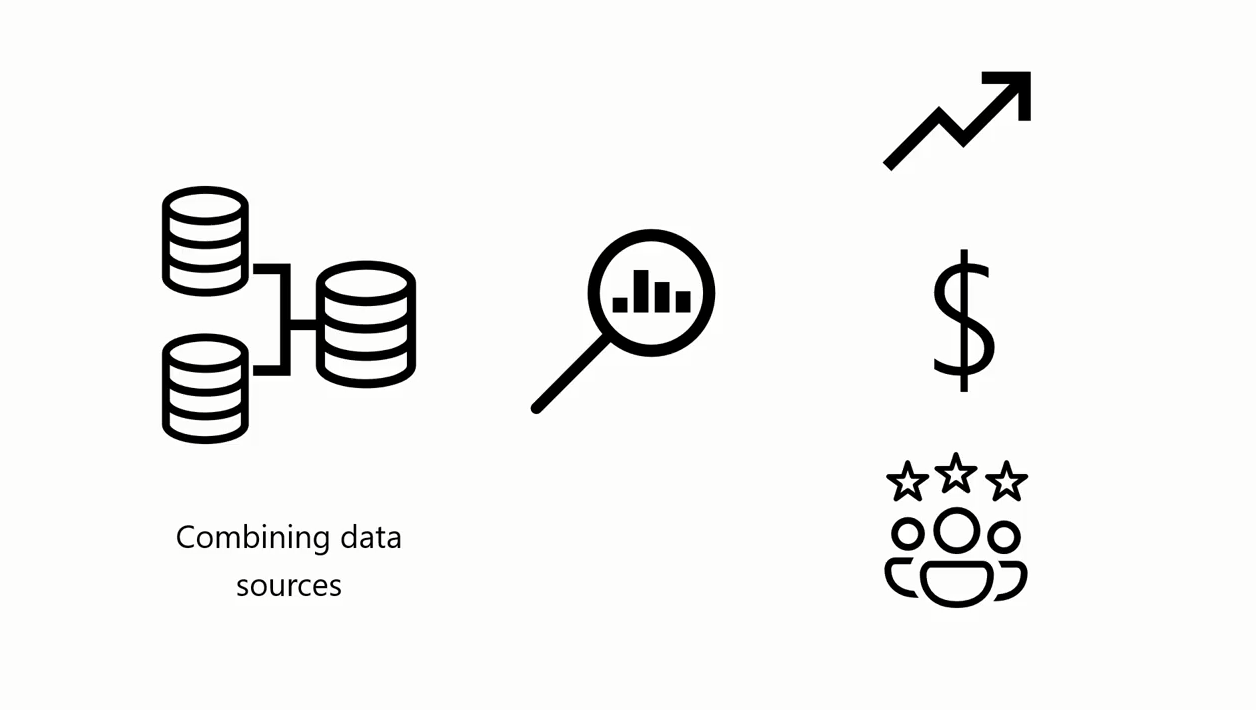 $
Combining data
sources